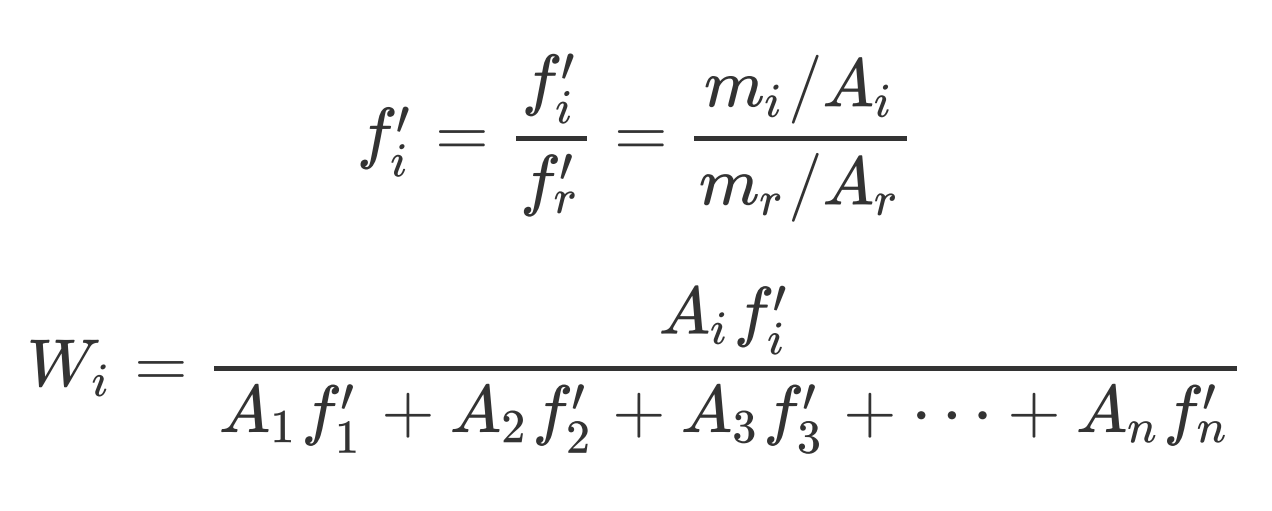 $f'_i = \frac{f'_i}{f'_r} = \frac{m_i / A_i}{m_r / A_r}$
$W_i = \frac{A_i f'_i}{A_1 f'_1 + A_2 f'_2 + A_3 f'_3 + \cdots + A_n f'_n}$